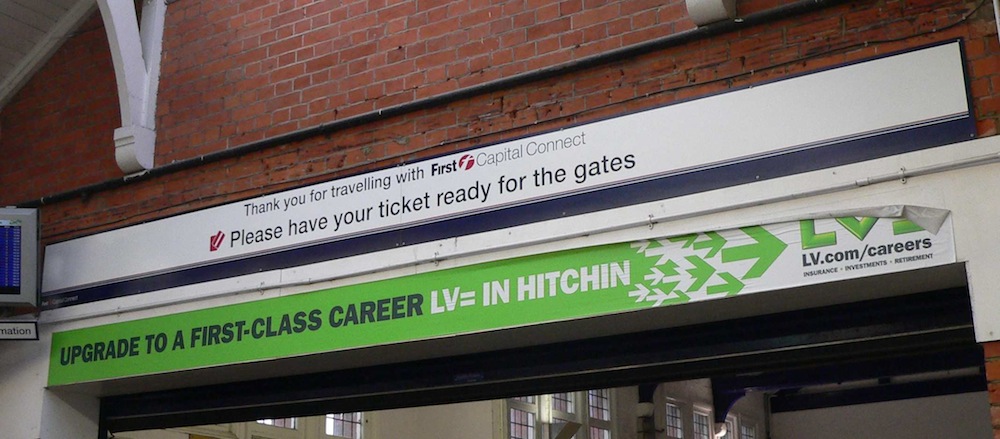 Thank you for travelling with First Capital Connect
Please have your ticket ready for the gates
UPGRADE TO A FIRST-CLASS CAREER LV= IN HITCHIN
LV=
LV.com/careers
INSURANCE • INVESTMENTS • RETIREMENT
mation